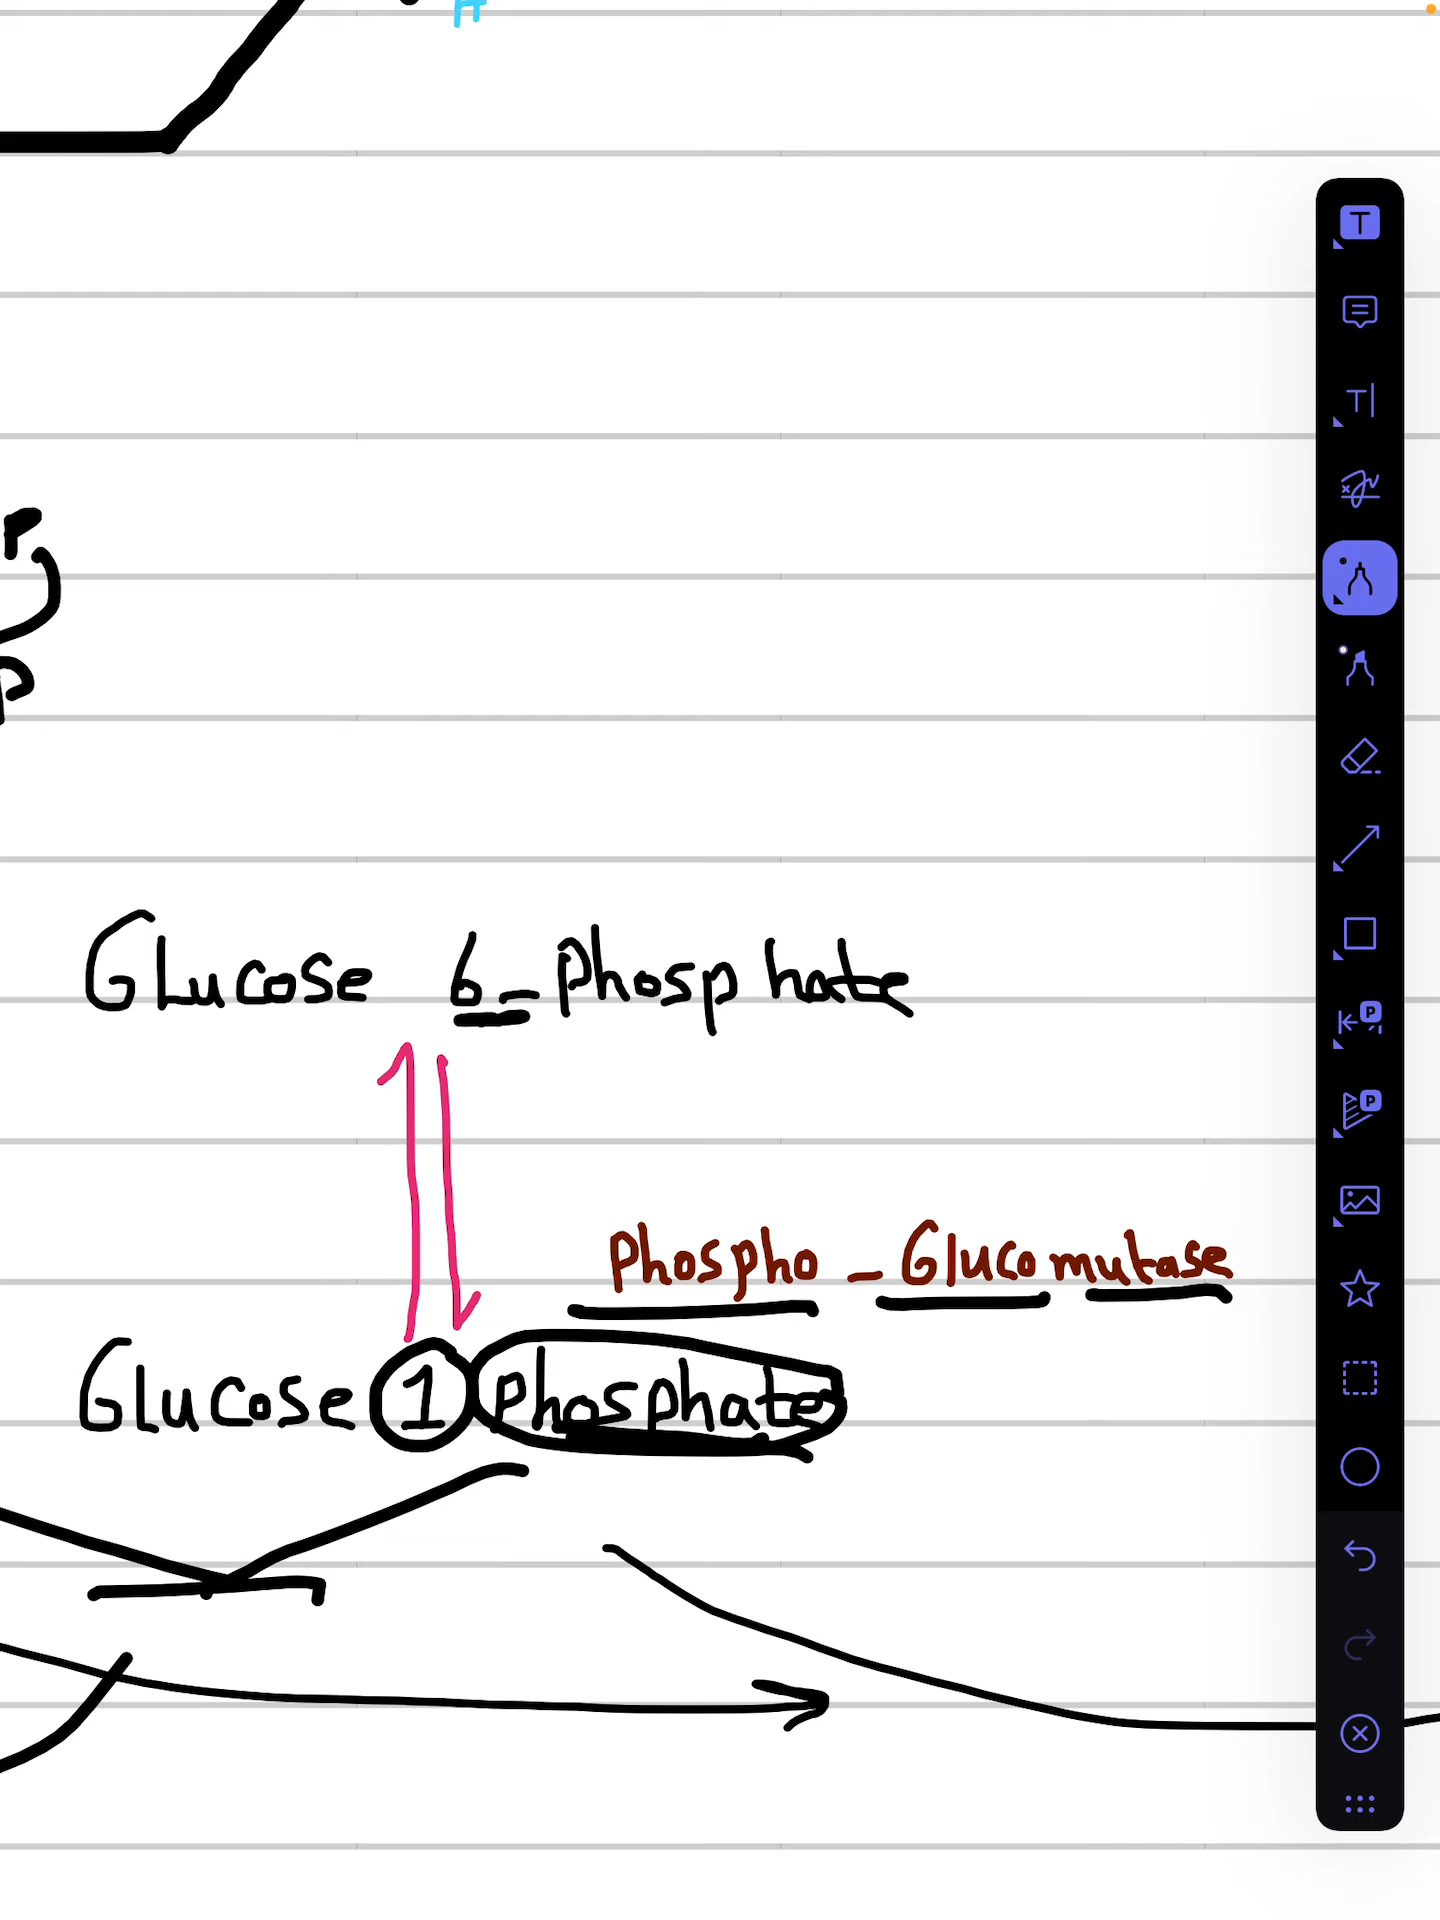 H
P
P
Glucose 6-phosphate
Phospho-Glucomutase
Glucose 1 phosphate